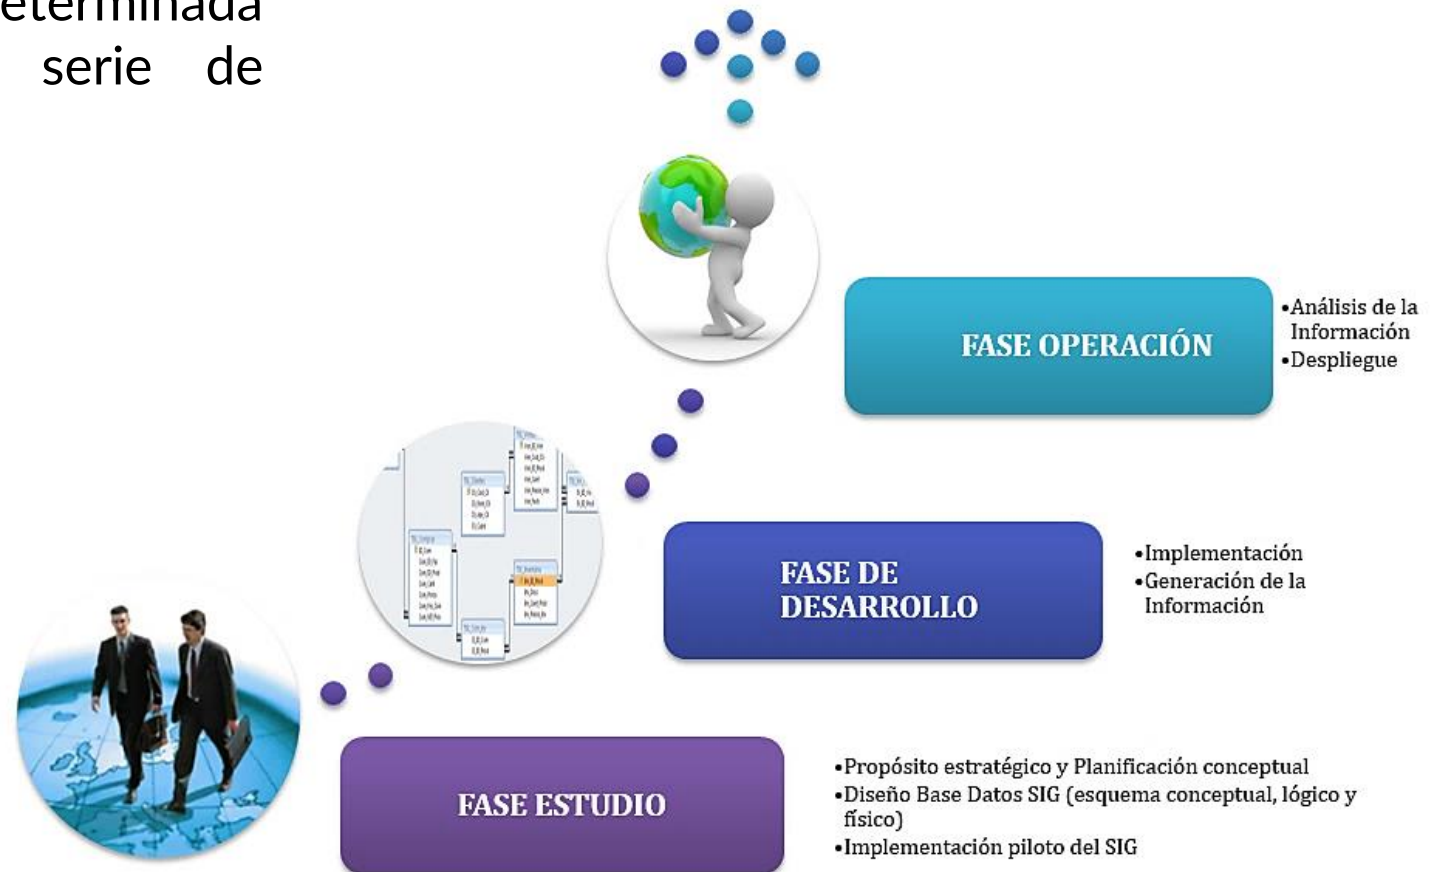 eterminada
serie de
FASE OPERACIÓN
•Análisis de la
Información
•Despliegue
FASE DE
DESARROLLO
•Implementación
•Generación de la
Información
FASE ESTUDIO
•Propósito estratégico y Planificación conceptual
•Diseño Base Datos SIG (esquema conceptual, lógico y
físico)
•Implementación piloto del SIG